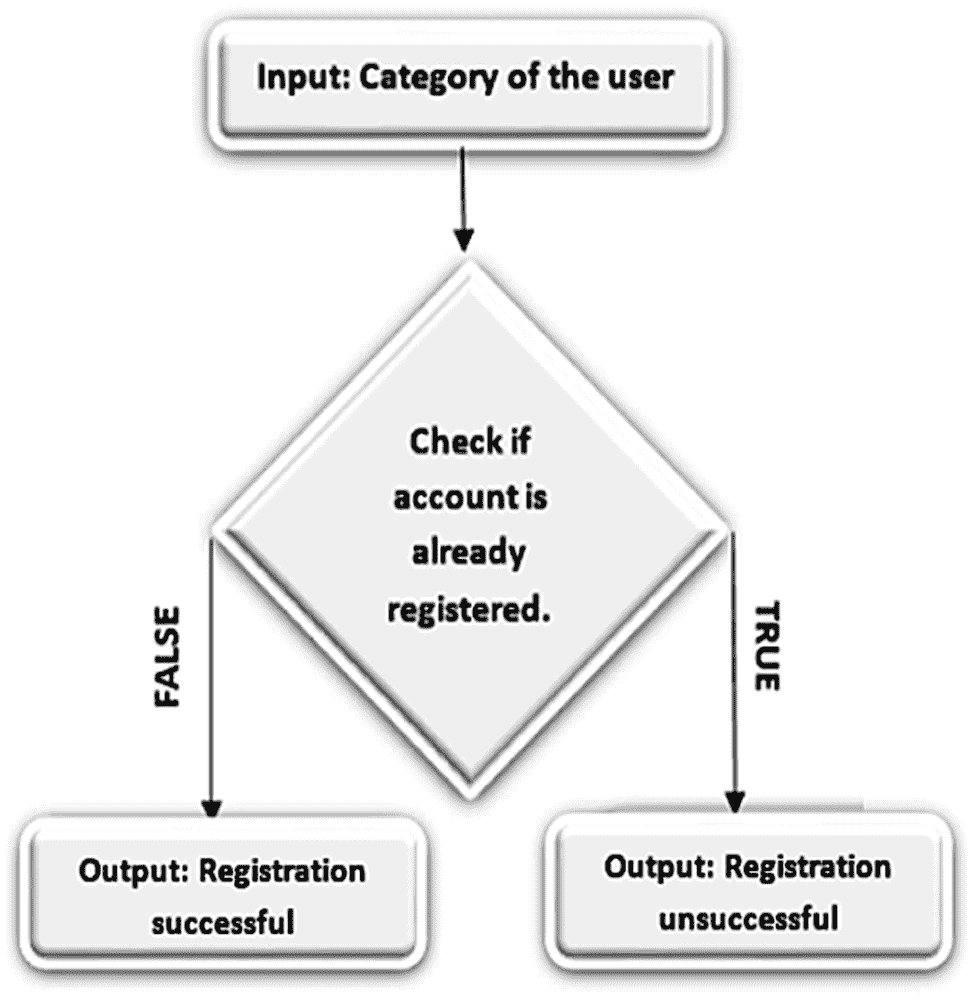 Input: Category of the user
Check if
account is
already
registered.
FALSE
TRUE
Output: Registration
successful
Output: Registration
unsuccessful